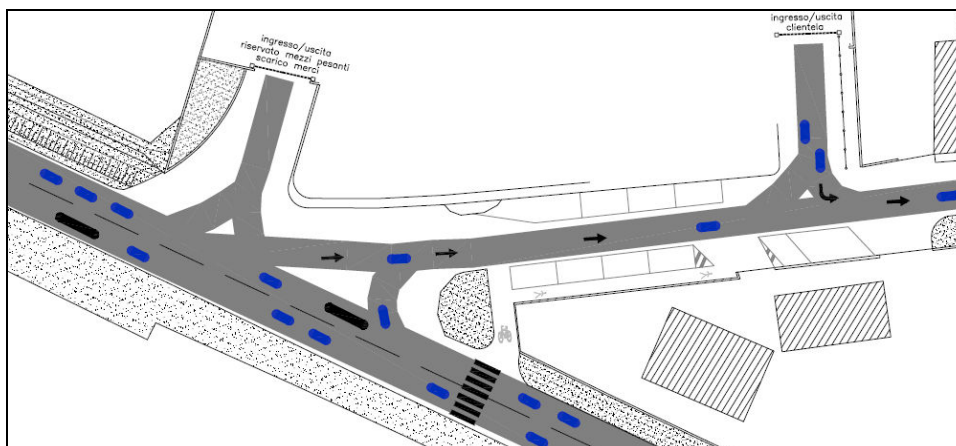 ingresso/uscita
riservato mezzi pesanti
scarico merci
ingresso/uscita
clientela